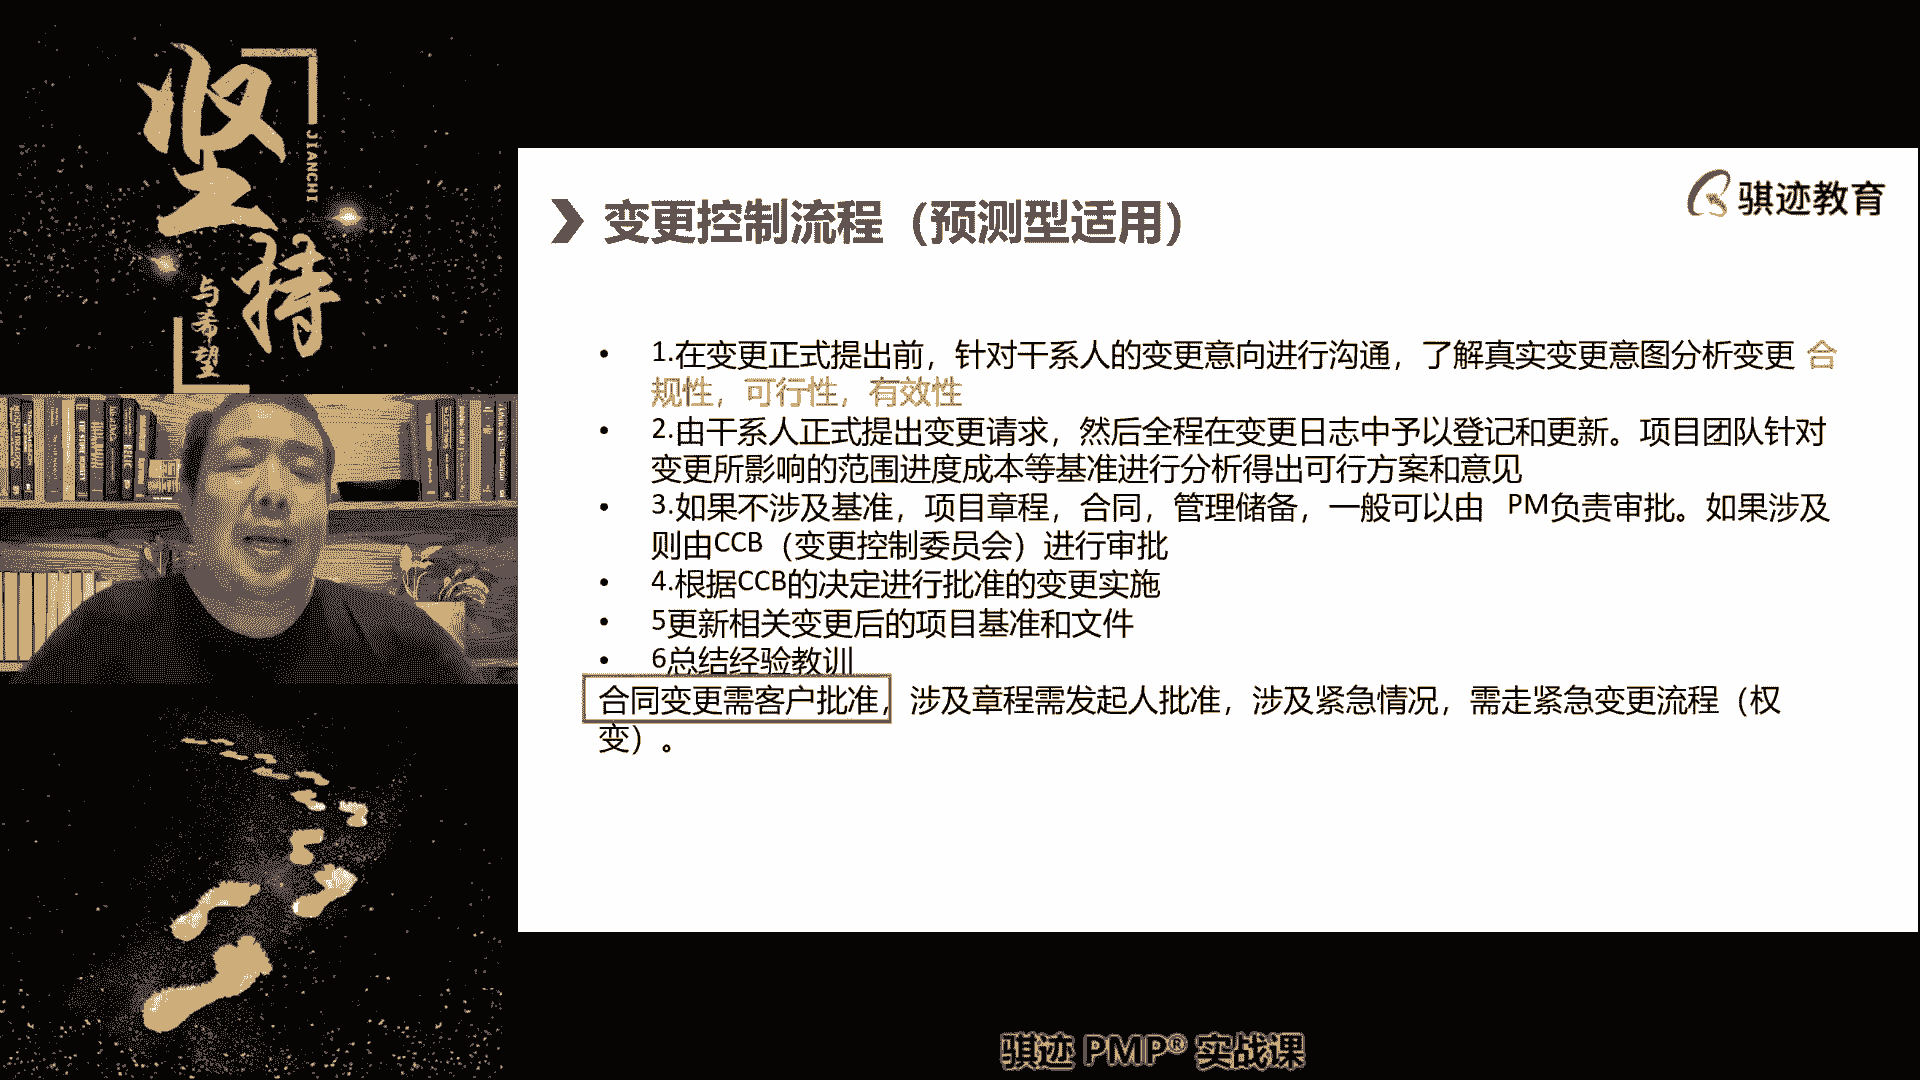 坚持
JIANCHI
与希望
骐迹教育
变更控制流程（预测型适用）
• 1.在变更正式提出前，针对干系人的变更意向进行沟通，了解真实变更意图分析变更 合
规性，可行性，有效性
• 2.由干系人正式提出变更请求，然后全程在变更日志中予以登记和更新。项目团队针对
变更所影响的范围进度成本等基准进行分析得出可行方案和意见
• 3.如果不涉及基准，项目章程，合同，管理储备，一般可以由 PM负责审批。如果涉及
则由CCB（变更控制委员会）进行审批
• 4.根据CCB的决定进行批准的变更实施
• 5更新相关变更后的项目基准和文件
• 6总结经验教训
合同变更需客户批准，涉及章程需发起人批准，涉及紧急情况，需走紧急变更流程（权
变）。
骐迹 PMP® 实战课